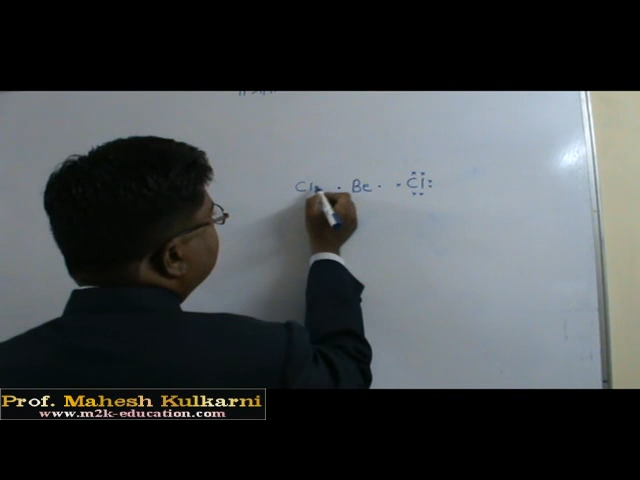 Cl · Be · · Cl
Prof. Mahesh Kulkarni
www.m2k-education.com